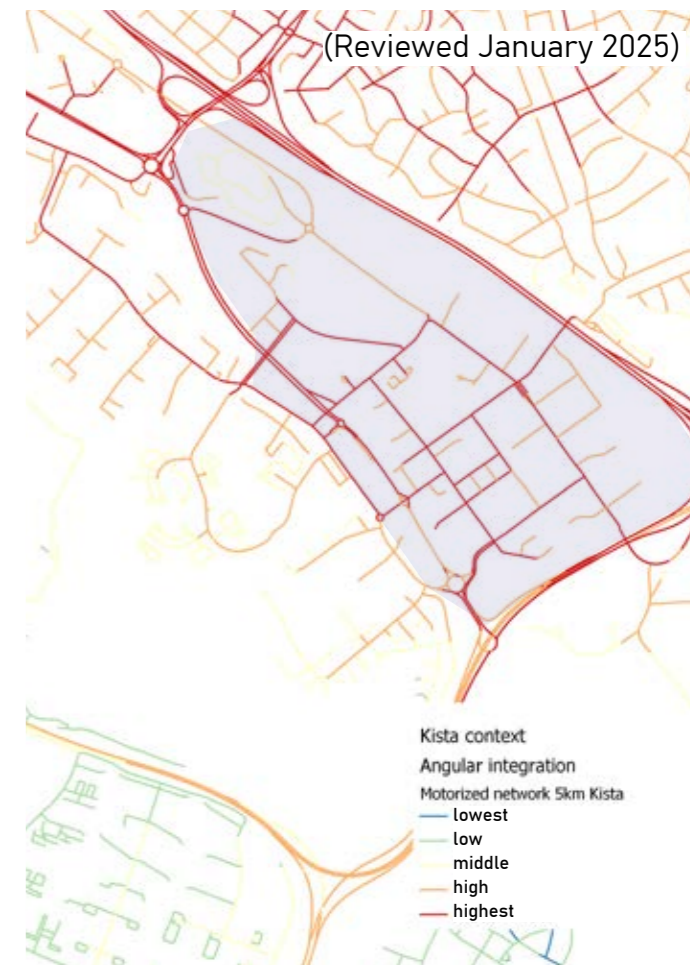 (Reviewed January 2025)
Kista context
Angular integration
Motorized network 5km Kista
lowest
low
middle
high
highest